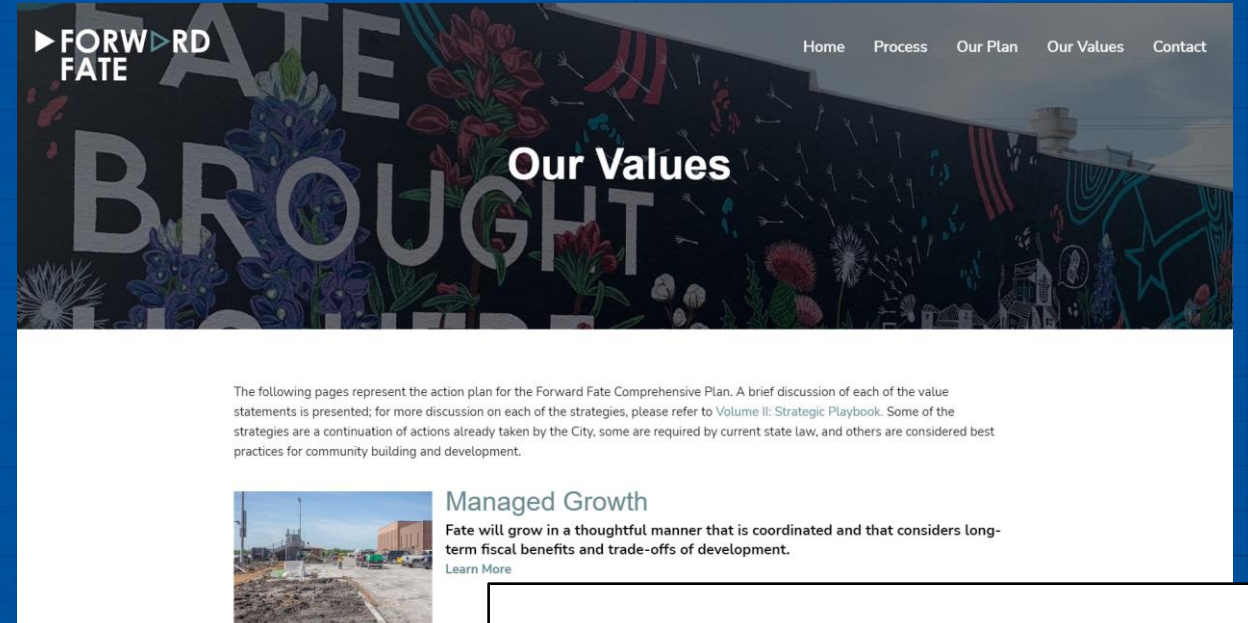 FORW▷RD
FATE
Home Process Our Plan Our Values Contact
FATE
BROUGHT
US HERE
Our Values
The following pages represent the action plan for the Forward Fate Comprehensive Plan. A brief discussion of each of the value
statements is presented; for more discussion on each of the strategies, please refer to Volume II: Strategic Playbook. Some of the
strategies are a continuation of actions already taken by the City, some are required by current state law, and others are considered best
practices for community building and development.
Managed Growth
Fate will grow in a thoughtful manner that is coordinated and that considers long-
term fiscal benefits and trade-offs of development.
Learn More